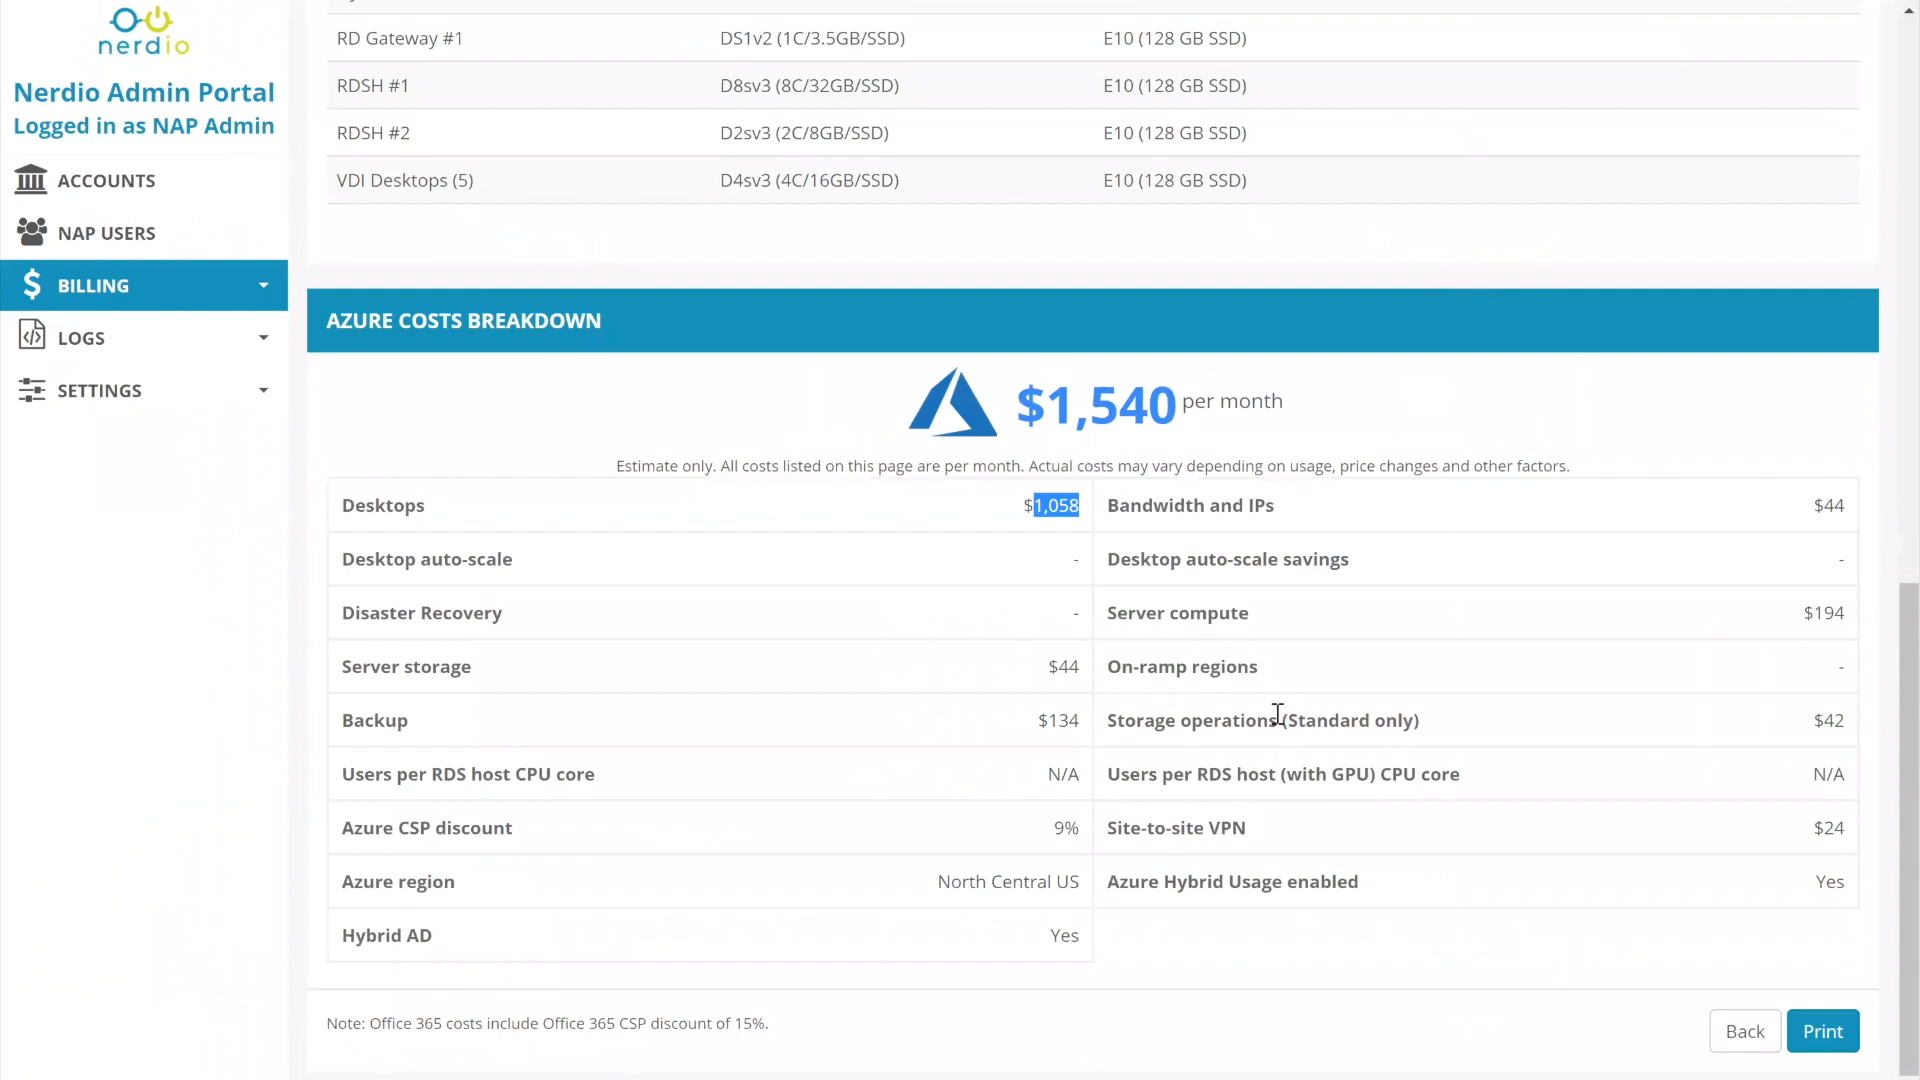 nerdio
Nerdio Admin Portal
Logged in as NAP Admin
ACCOUNTS
NAP USERS
BILLING
LOGS
SETTINGS
RD Gateway #1 DS1v2 (1C/3.5GB/SSD) E10 (128 GB SSD)
RDSH #1 D8sv3 (8C/32GB/SSD) E10 (128 GB SSD)
RDSH #2 D2sv3 (2C/8GB/SSD) E10 (128 GB SSD)
VDI Desktops (5) D4sv3 (4C/16GB/SSD) E10 (128 GB SSD)
AZURE COSTS BREAKDOWN
$1,540 per month
Estimate only. All costs listed on this page are per month. Actual costs may vary depending on usage, price changes and other factors.
Desktops $1,058 Bandwidth and IPs $44
Desktop auto-scale - Desktop auto-scale savings -
Disaster Recovery - Server compute $194
Server storage $44 On-ramp regions -
Backup $134 Storage operations (Standard only) $42
Users per RDS host CPU core N/A Users per RDS host (with GPU) CPU core N/A
Azure CSP discount 9% Site-to-site VPN $24
Azure region North Central US Azure Hybrid Usage enabled Yes
Hybrid AD Yes
Note: Office 365 costs include Office 365 CSP discount of 15%.
Back Print